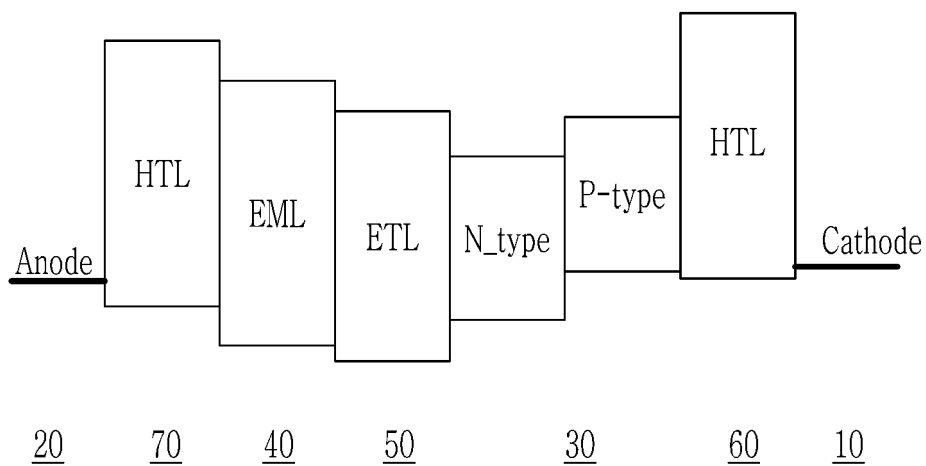 HTL
EML
ETL
N_type
P-type
HTL
Anode
Cathode
20 70 40 50 30 60 10